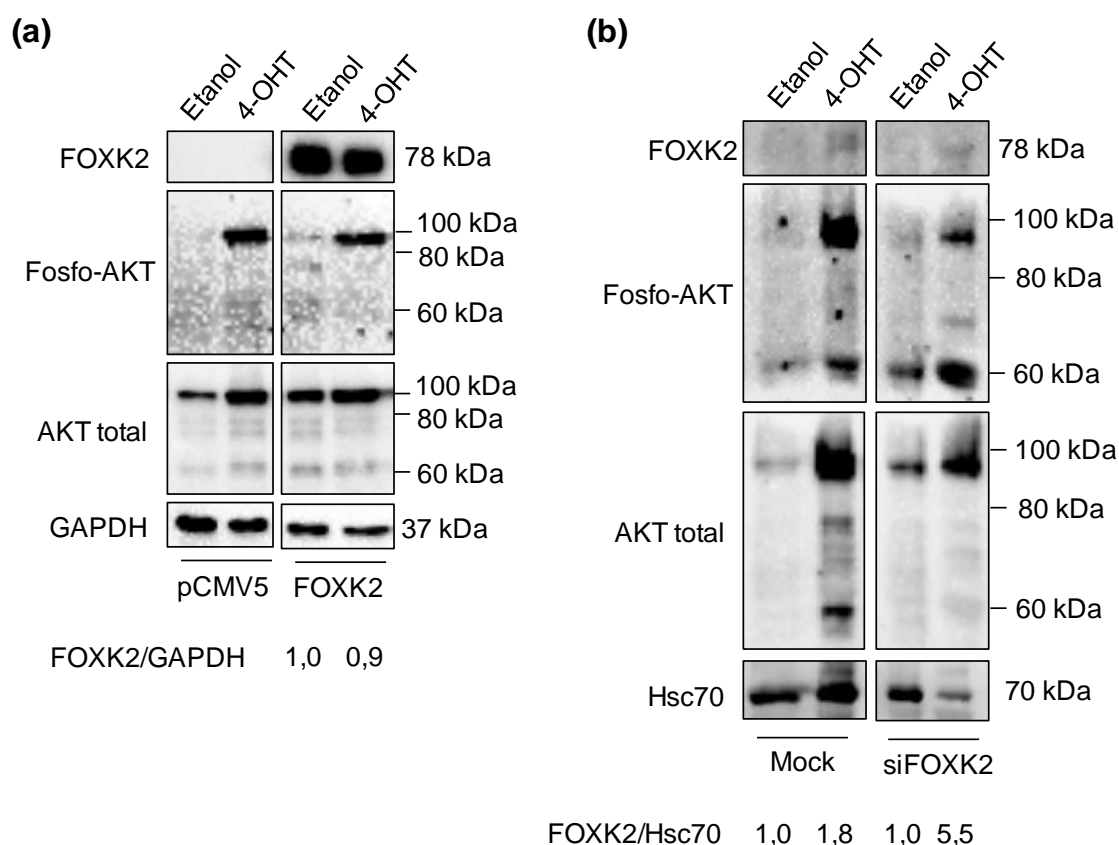 (a)
Etanol 4-OHT Etanol 4-OHT
FOXK2 78 kDa
Fosfo-AKT 100 kDa
80 kDa
60 kDa
AKT total 100 kDa
80 kDa
60 kDa
GAPDH 37 kDa
pCMV5 FOXK2
FOXK2/GAPDH 1,0 0,9
(b)
Etanol 4-OHT Etanol 4-OHT
FOXK2 78 kDa
Fosfo-AKT 100 kDa
80 kDa
60 kDa
AKT total 100 kDa
80 kDa
60 kDa
Hsc70 70 kDa
Mock siFOXK2
FOXK2/Hsc70 1,0 1,8 1,0 5,5